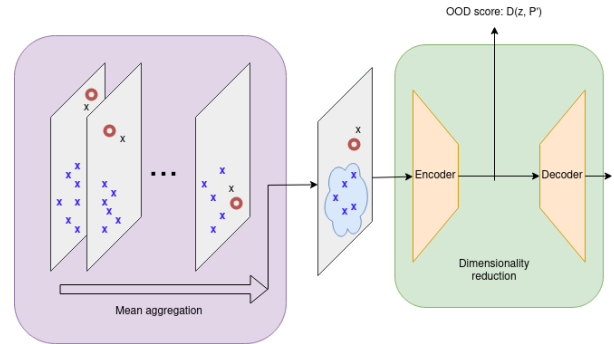 OOD score: D(z, P')
Encoder
Decoder
Dimensionality
reduction
Mean aggregation